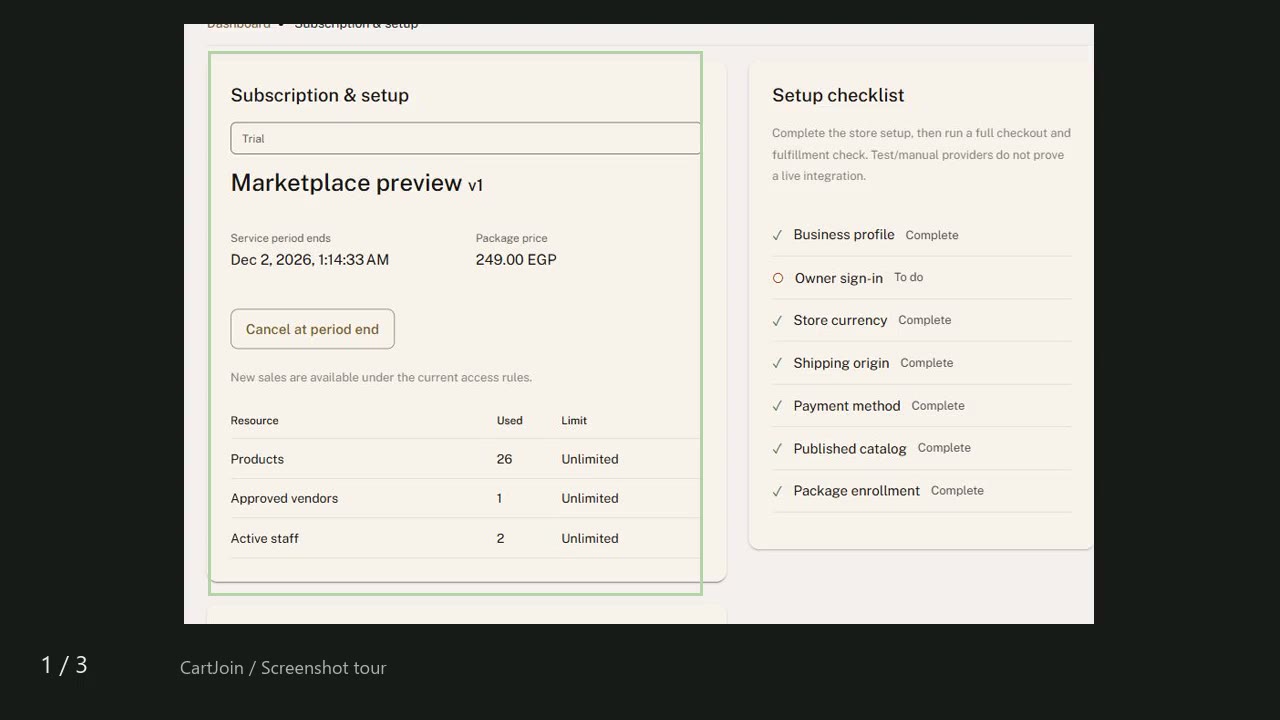 Dashboard • Subscription & setup
Subscription & setup
Trial
Marketplace preview v1
Service period ends
Dec 2, 2026, 1:14:33 AM
Package price
249.00 EGP
Cancel at period end
New sales are available under the current access rules.
Resource Used Limit
Products 26 Unlimited
Approved vendors 1 Unlimited
Active staff 2 Unlimited
Setup checklist
Complete the store setup, then run a full checkout and
fulfillment check. Test/manual providers do not prove
a live integration.
✓ Business profile Complete
○ Owner sign-in To do
✓ Store currency Complete
✓ Shipping origin Complete
✓ Payment method Complete
✓ Published catalog Complete
✓ Package enrollment Complete
1 / 3
CartJoin / Screenshot tour